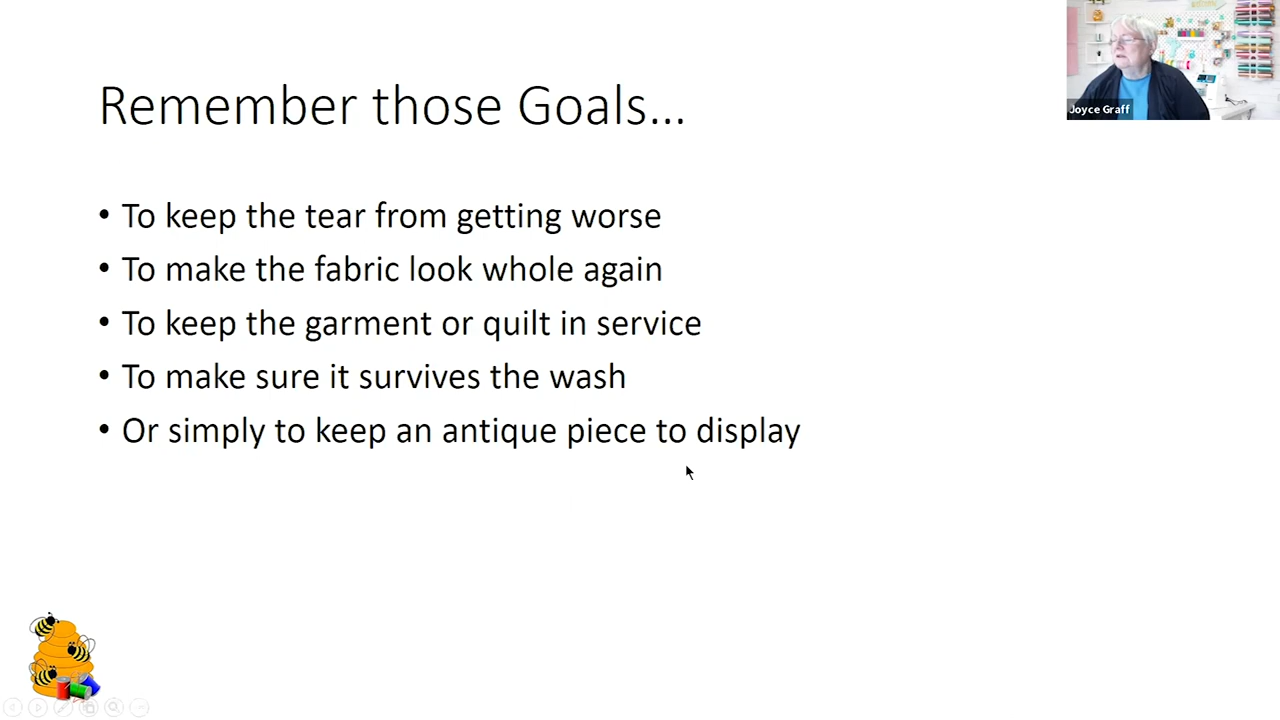 Remember those Goals...
• To keep the tear from getting worse
• To make the fabric look whole again
• To keep the garment or quilt in service
• To make sure it survives the wash
• Or simply to keep an antique piece to display
Joyce Graff